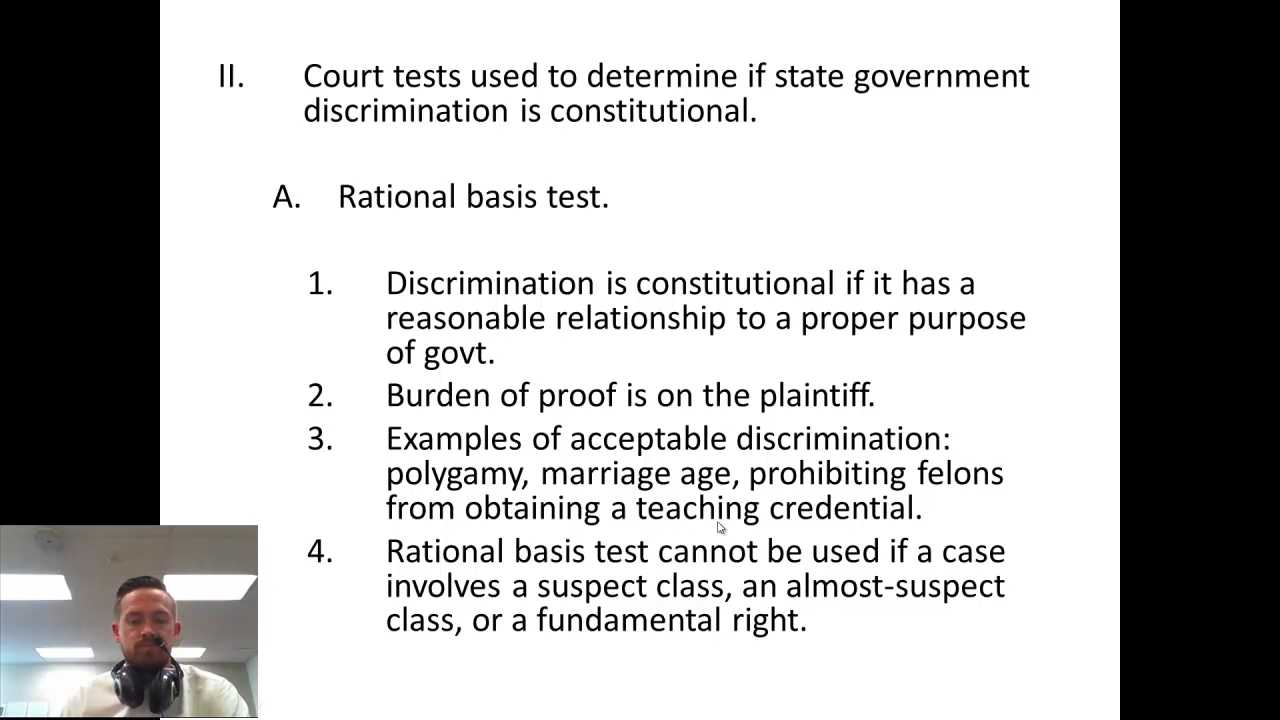 II. Court tests used to determine if state government
discrimination is constitutional.
A. Rational basis test.
1. Discrimination is constitutional if it has a
reasonable relationship to a proper purpose
of govt.
2. Burden of proof is on the plaintiff.
3. Examples of acceptable discrimination:
polygamy, marriage age, prohibiting felons
from obtaining a teaching credential.
4. Rational basis test cannot be used if a case
involves a suspect class, an almost-suspect
class, or a fundamental right.